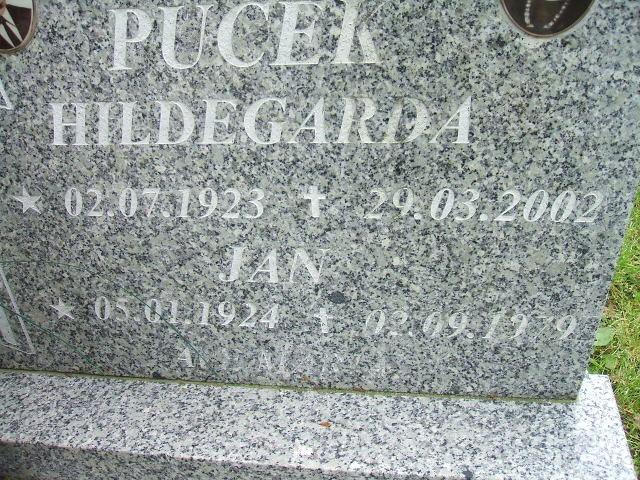 PUCEK
HILDEGARDA
02.07.1923 29.03.2002
JAN
05.01.1924